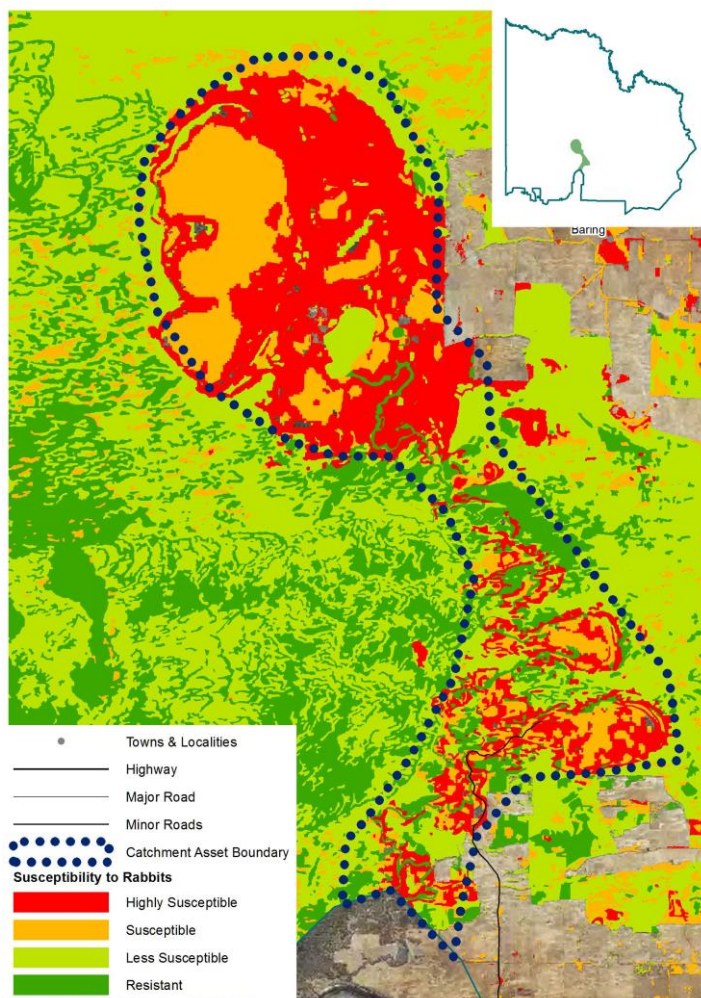 Baring
Towns & Localities
Highway
Major Road
Minor Roads
Catchment Asset Boundary
Susceptibility to Rabbits
Highly Susceptible
Susceptible
Less Susceptible
Resistant